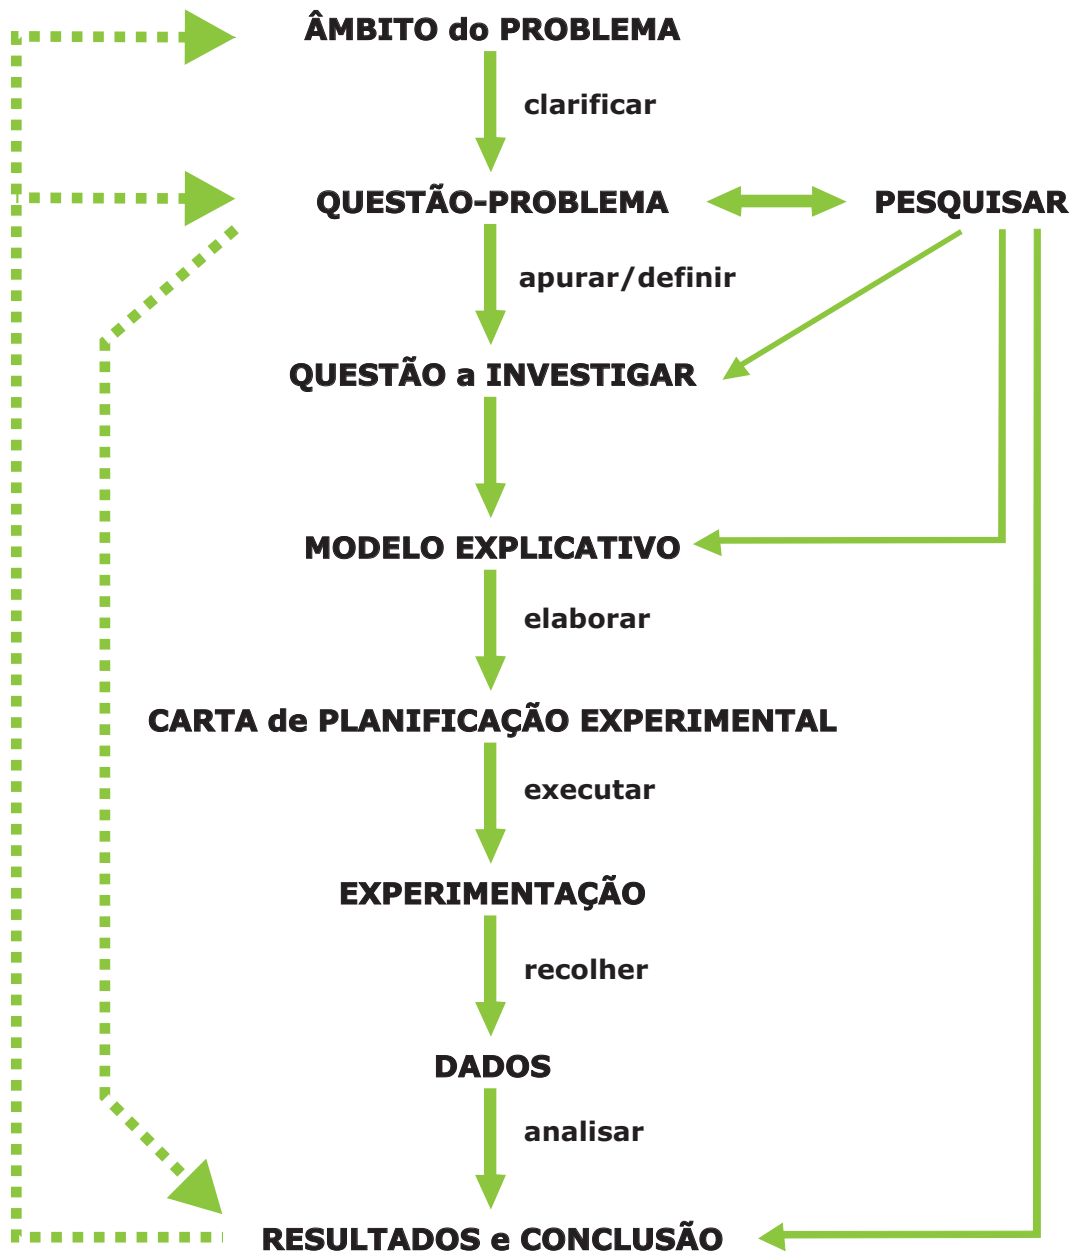 ÂMBITO do PROBLEMA
clarificar
QUESTÃO-PROBLEMA
PESQUISAR
apurar/definir
QUESTÃO a INVESTIGAR
MODELO EXPLICATIVO
elaborar
CARTA de PLANIFICAÇÃO EXPERIMENTAL
executar
EXPERIMENTAÇÃO
recolher
DADOS
analisar
RESULTADOS e CONCLUSÃO